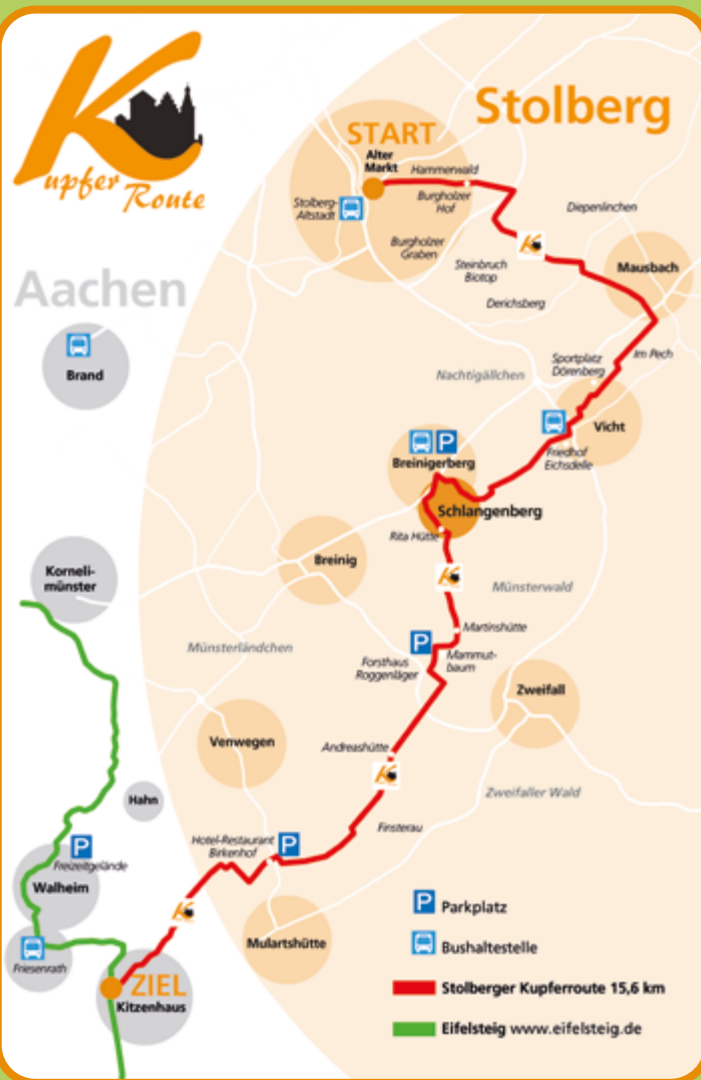 Kupfer
Route
Stolberg
START
Alter
Markt
Hammerwald
Burgholzer
Hof
Stolberg-
Altstadt
Diepenlinchen
Burgholzer
Graben
Steinbruch
Biotop
Mausbach
Aachen
Derichsberg
Brand
Sportplatz
Dörenberg
Im Pech
Nachtigällchen
Vicht
P
Breinigerberg
Friedhof
Eichsdelle
Schlangenberg
Rita Hütte
Breinig
K
Korneli-
münster
Münsterwald
Martinshütte
P
Münsterländchen
Forsthaus
Roggenläger
Mammut-
baum
Zweifall
Venwegen
Andreashütte
K
Hahn
Zweifaller Wald
Finsterau
Hotel-Restaurant
Birkenhof
P
P
Freizeitgelände
Walheim
K
P Parkplatz
Mulartshütte
Bushaltestelle
Friesenrath
ZIEL
Kitzenhaus
Stolberger Kupferroute 15,6 km
Eifelsteig www.eifelsteig.de